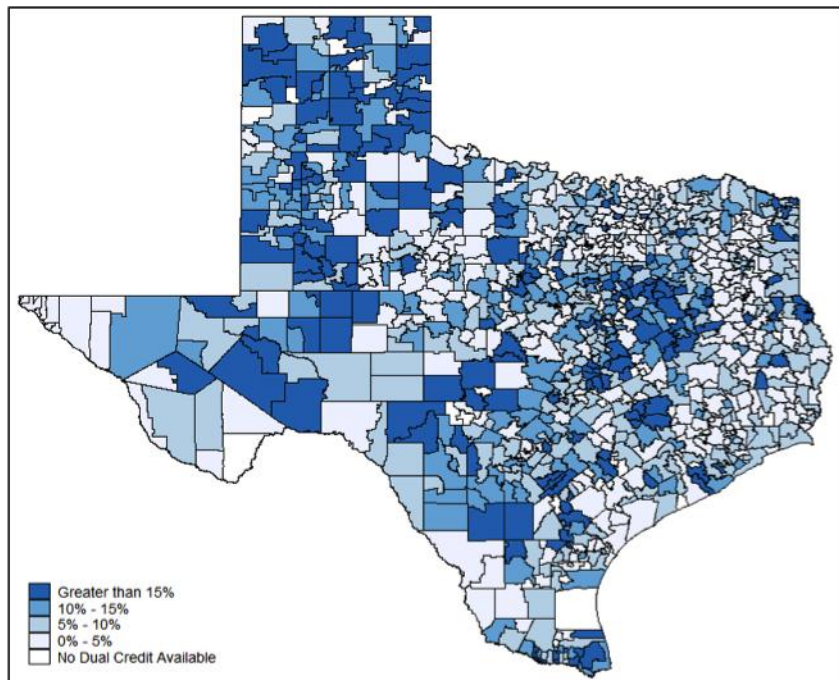 Greater than 15%
10% - 15%
5% - 10%
0% - 5%
No Dual Credit Available